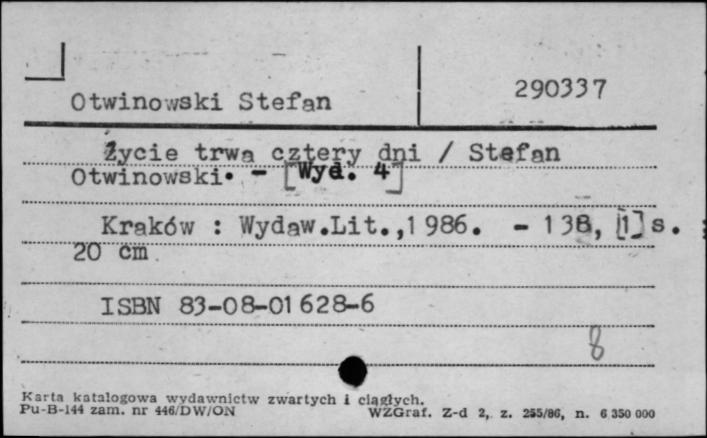 290337
Otwinowski Stefan
Życie trwa cztery dni / Stefan
Otwinowski. - [Wyd. 4]
Kraków : Wydaw.Lit.,1986. - 138, [1] s. ;
20 cm
ISBN 83-08-01628-6
8
Karta katalogowa wydawnictw zwartych i ciągłych.
Pu-B-144 zam. nr 446/DW/ON WZGraf. Z-d 2, z. 255/86, n. 6 350 000